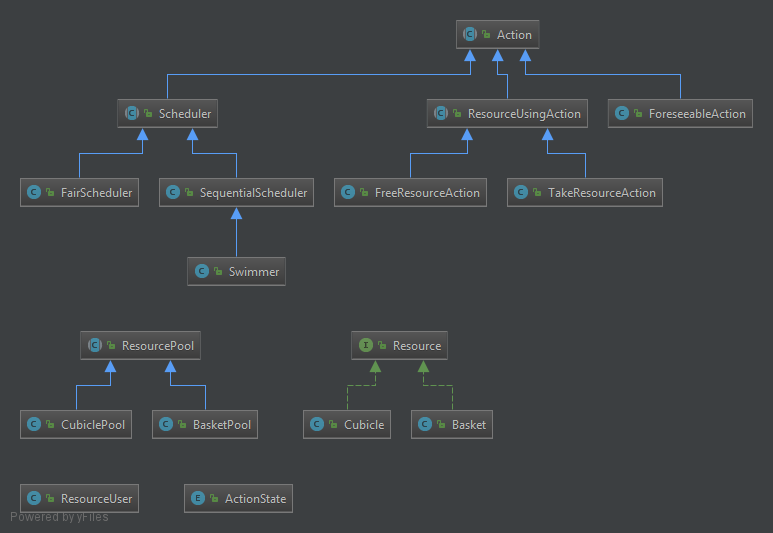 Action
Scheduler
ResourceUsingAction
ForeseeableAction
FairScheduler
SequentialScheduler
FreeResourceAction
TakeResourceAction
Swimmer
ResourcePool
Resource
CubiclePool
BasketPool
Cubicle
Basket
ResourceUser
ActionState
Powered by yFiles